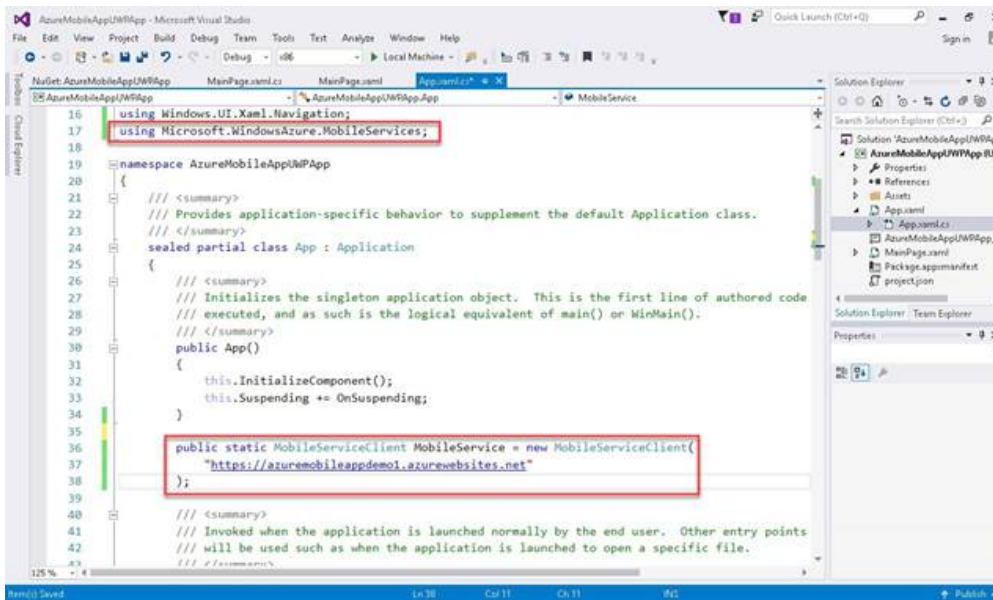 AzureMobileAppUWPApp - Microsoft Visual Studio
Quick Launch (Ctrl+Q)
File Edit View Project Build Debug Team Tools Test Analyze Window Help
Sign in
Debug x86 Local Machine
NuGet: AzureMobileAppUWPApp MainPage.xaml.cs MainPage.xaml App.xaml.cs*
AzureMobileAppUWPApp AzureMobileAppUWPApp.App MobileService
Toolbox
Cloud Explorer
16 using Windows.UI.Xaml.Navigation;
17 using Microsoft.WindowsAzure.MobileServices;
18
19 namespace AzureMobileAppUWPApp
20 {
21 /// <summary>
22 /// Provides application-specific behavior to supplement the default Application class.
23 /// </summary>
24 sealed partial class App : Application
25 {
26 /// <summary>
27 /// Initializes the singleton application object.  This is the first line of authored code
28 /// executed, and as such is the logical equivalent of main() or WinMain().
29 /// </summary>
30 public App()
31 {
32 this.InitializeComponent();
33 this.Suspending += OnSuspending;
34 }
35
36 public static MobileServiceClient MobileService = new MobileServiceClient(
37 "https://azuremobileappdemo1.azurewebsites.net"
38 );
39
40 /// <summary>
41 /// Invoked when the application is launched normally by the end user.  Other entry points
42 /// will be used such as when the application is launched to open a specific file.
43 /// </summary>
125 %
Solution Explorer
Search Solution Explorer (Ctrl+;)
Solution 'AzureMobileAppUWPA
AzureMobileAppUWPApp (U
Properties
References
Assets
App.xaml
App.xaml.cs
AzureMobileAppUWPApp_
MainPage.xaml
Package.appxmanifest
project.json
Solution Explorer Team Explorer
Properties
Item(s) Saved Ln 38 Col 11 Ch 11 INS Publish